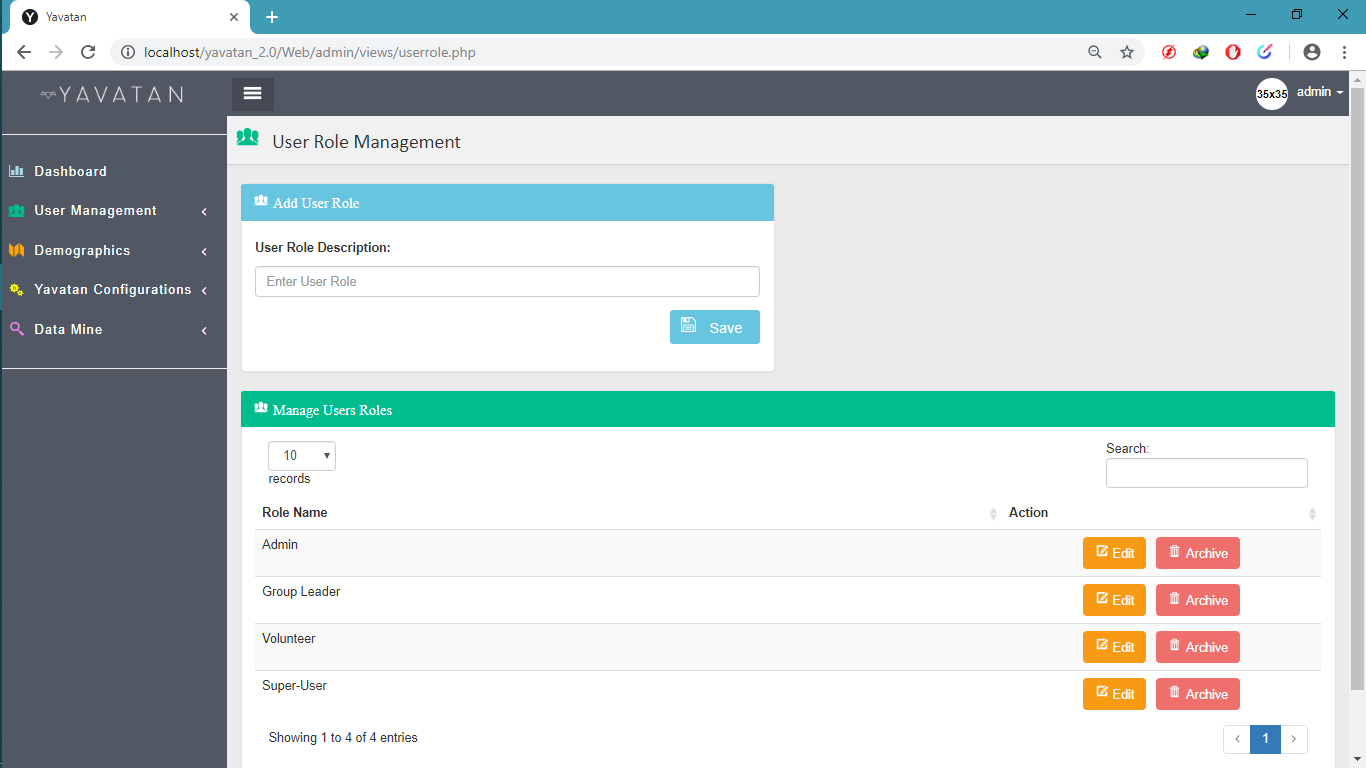 Yavatan
localhost/yavatan_2.0/Web/admin/views/userrole.php
YAVATAN
35x35 admin
User Role Management
Dashboard
User Management
Demographics
Yavatan Configurations
Data Mine
Add User Role
User Role Description:
Enter User Role
Save
Manage Users Roles
10
records
Search:
Role Name Action
Admin Edit Archive
Group Leader Edit Archive
Volunteer Edit Archive
Super-User Edit Archive
Showing 1 to 4 of 4 entries
‹ 1 ›